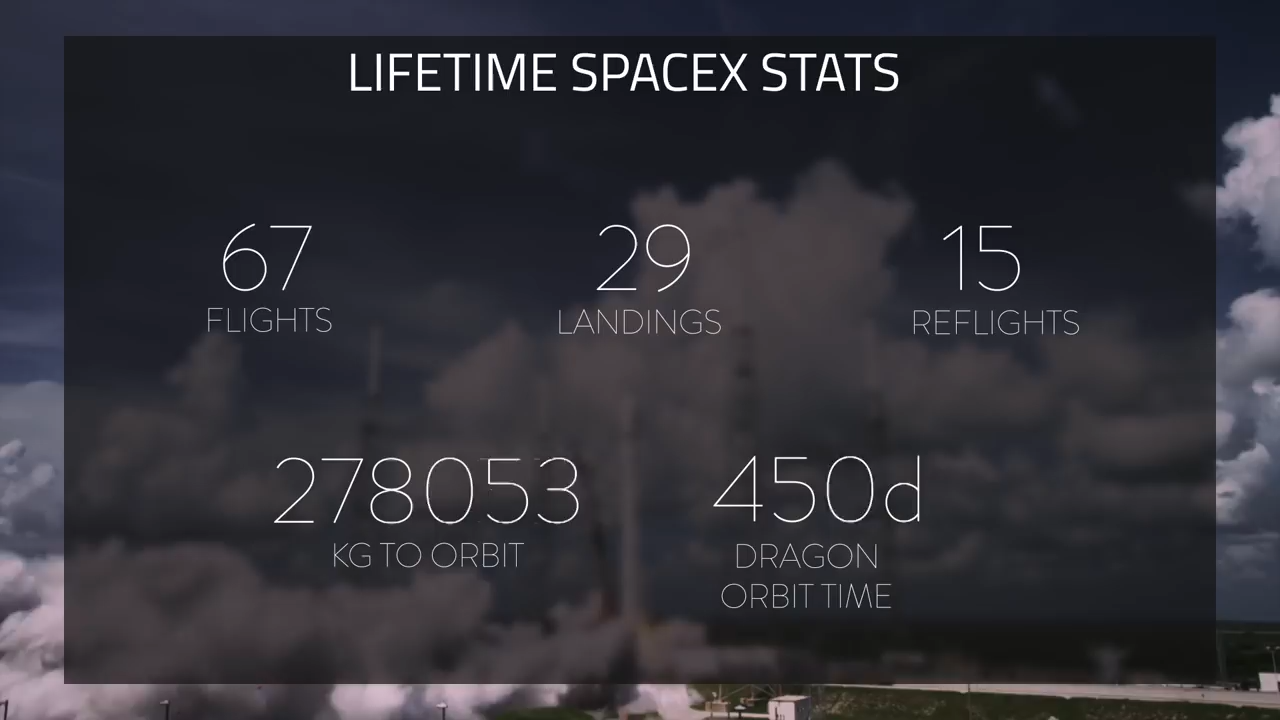 LIFETIME SPACEX STATS
67
29
15
FLIGHTS
LANDINGS
REFLIGHTS
278053
450d
KG TO ORBIT
DRAGON
ORBIT TIME